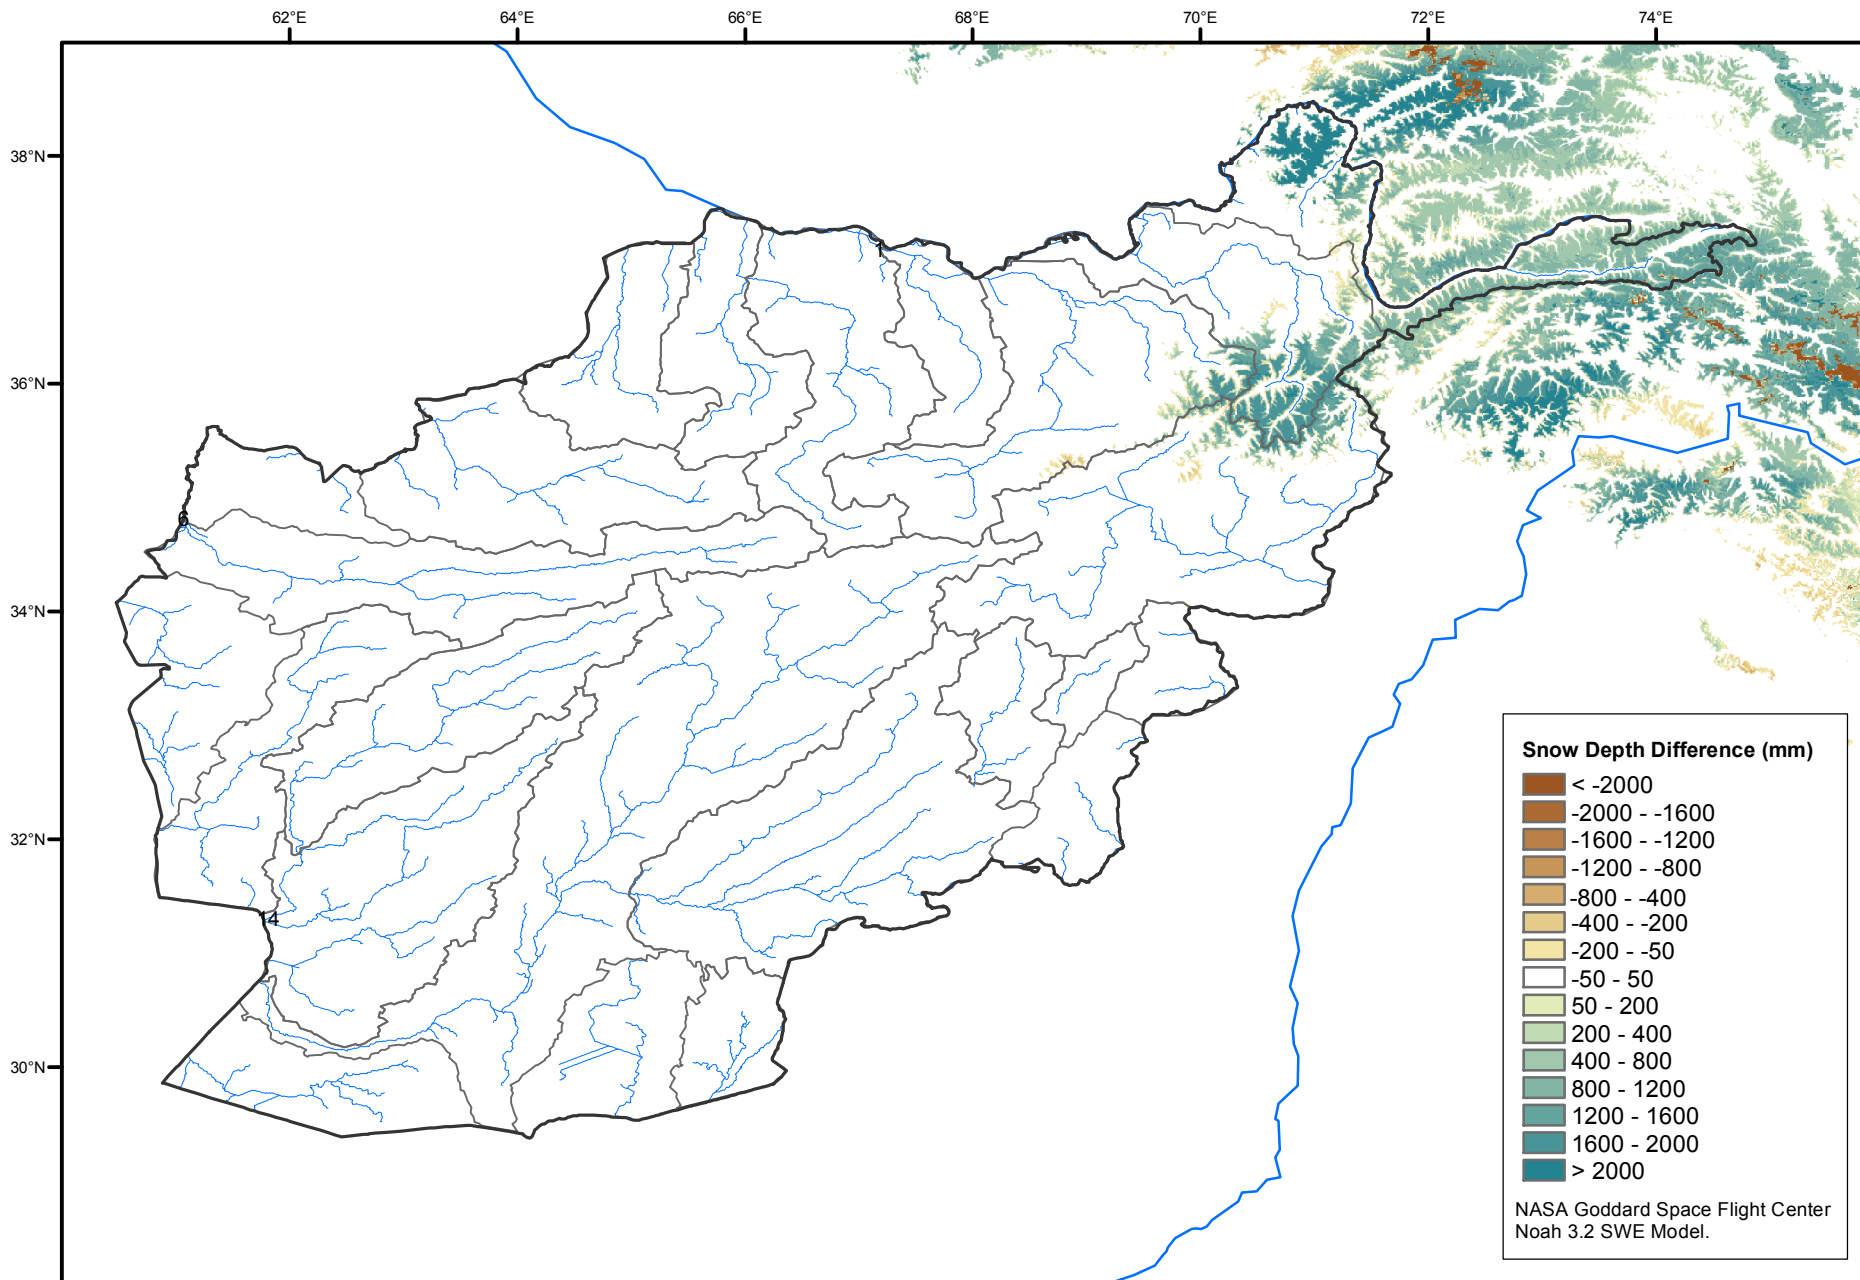 62°E
64°E
66°E
68°E
70°E
72°E
74°E
38°N
36°N
34°N
32°N
30°N
1
6
14
Snow Depth Difference (mm)
< -2000
-2000 - -1600
-1600 - -1200
-1200 - -800
-800 - -400
-400 - -200
-200 - -50
-50 - 50
50 - 200
200 - 400
400 - 800
800 - 1200
1200 - 1600
1600 - 2000
> 2000
NASA Goddard Space Flight Center
Noah 3.2 SWE Model.